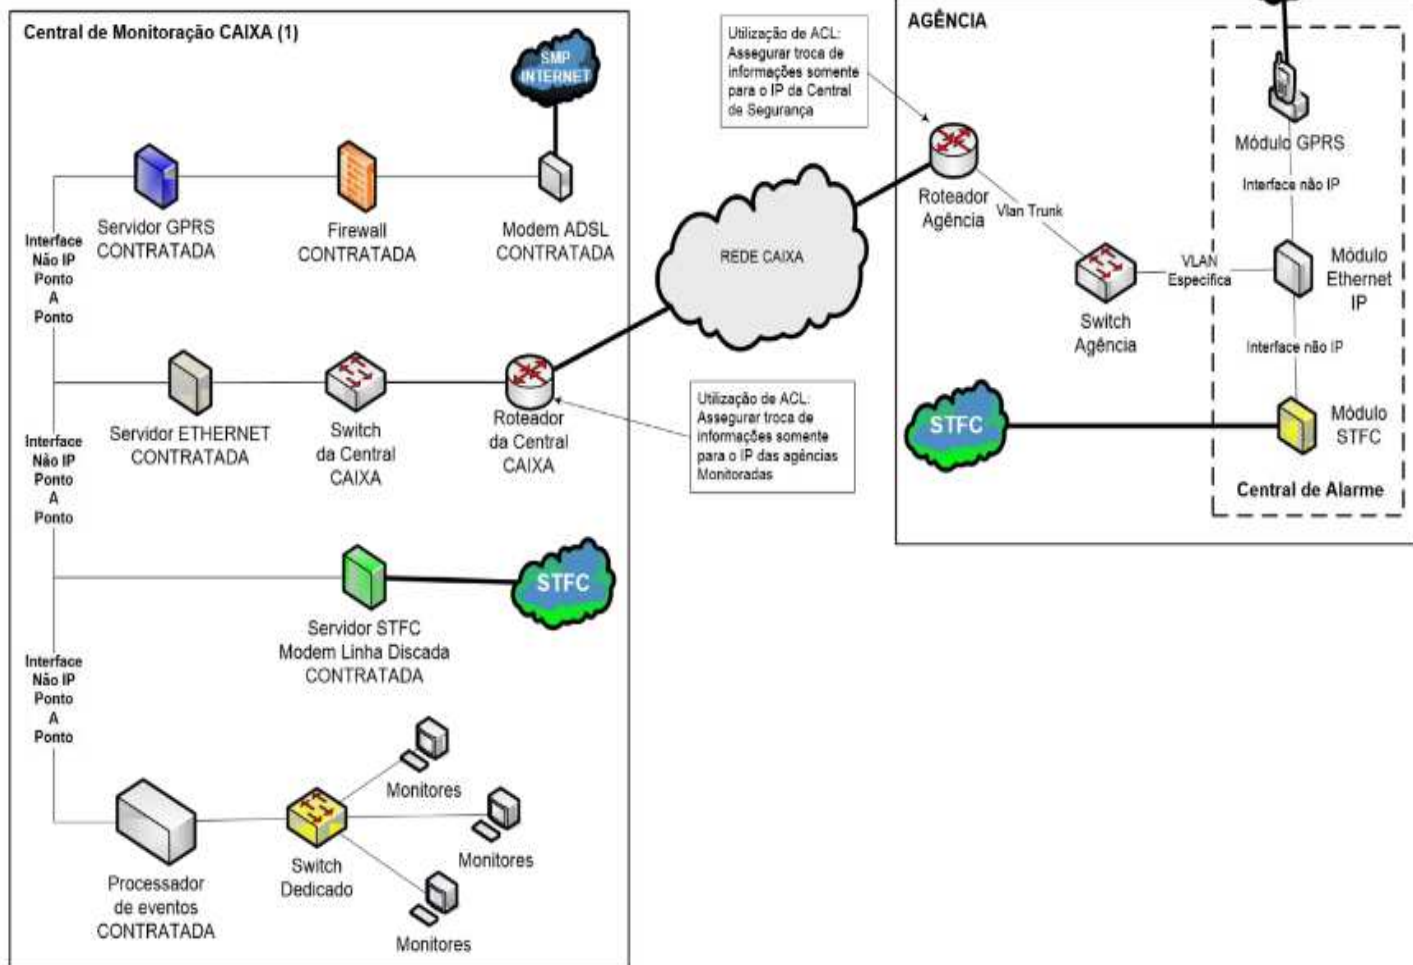 Central de Monitoração CAIXA (1)
SMP
INTERNET
Servidor GPRS
CONTRATADA
Firewall
CONTRATADA
Modem ADSL
CONTRATADA
Interface
Não IP
Ponto
A
Ponto
Servidor ETHERNET
CONTRATADA
Switch
da Central
CAIXA
Roteador
da Central
CAIXA
Interface
Não IP
Ponto
A
Ponto
STFC
Servidor STFC
Modem Linha Discada
CONTRATADA
Interface
Não IP
Ponto
A
Ponto
Monitores
Monitores
Monitores
Switch
Dedicado
Processador
de eventos
CONTRATADA
Utilização de ACL:
Assegurar troca de
informações somente
para o IP da Central
de Segurança
REDE CAIXA
Utilização de ACL:
Assegurar troca de
informações somente
para o IP das agências
Monitoradas
AGÊNCIA
Roteador
Agência
Vlan Trunk
Switch
Agência
VLAN
Especifica
Módulo GPRS
Interface não IP
Módulo
Ethernet
IP
Interface não IP
STFC
Módulo
STFC
Central de Alarme